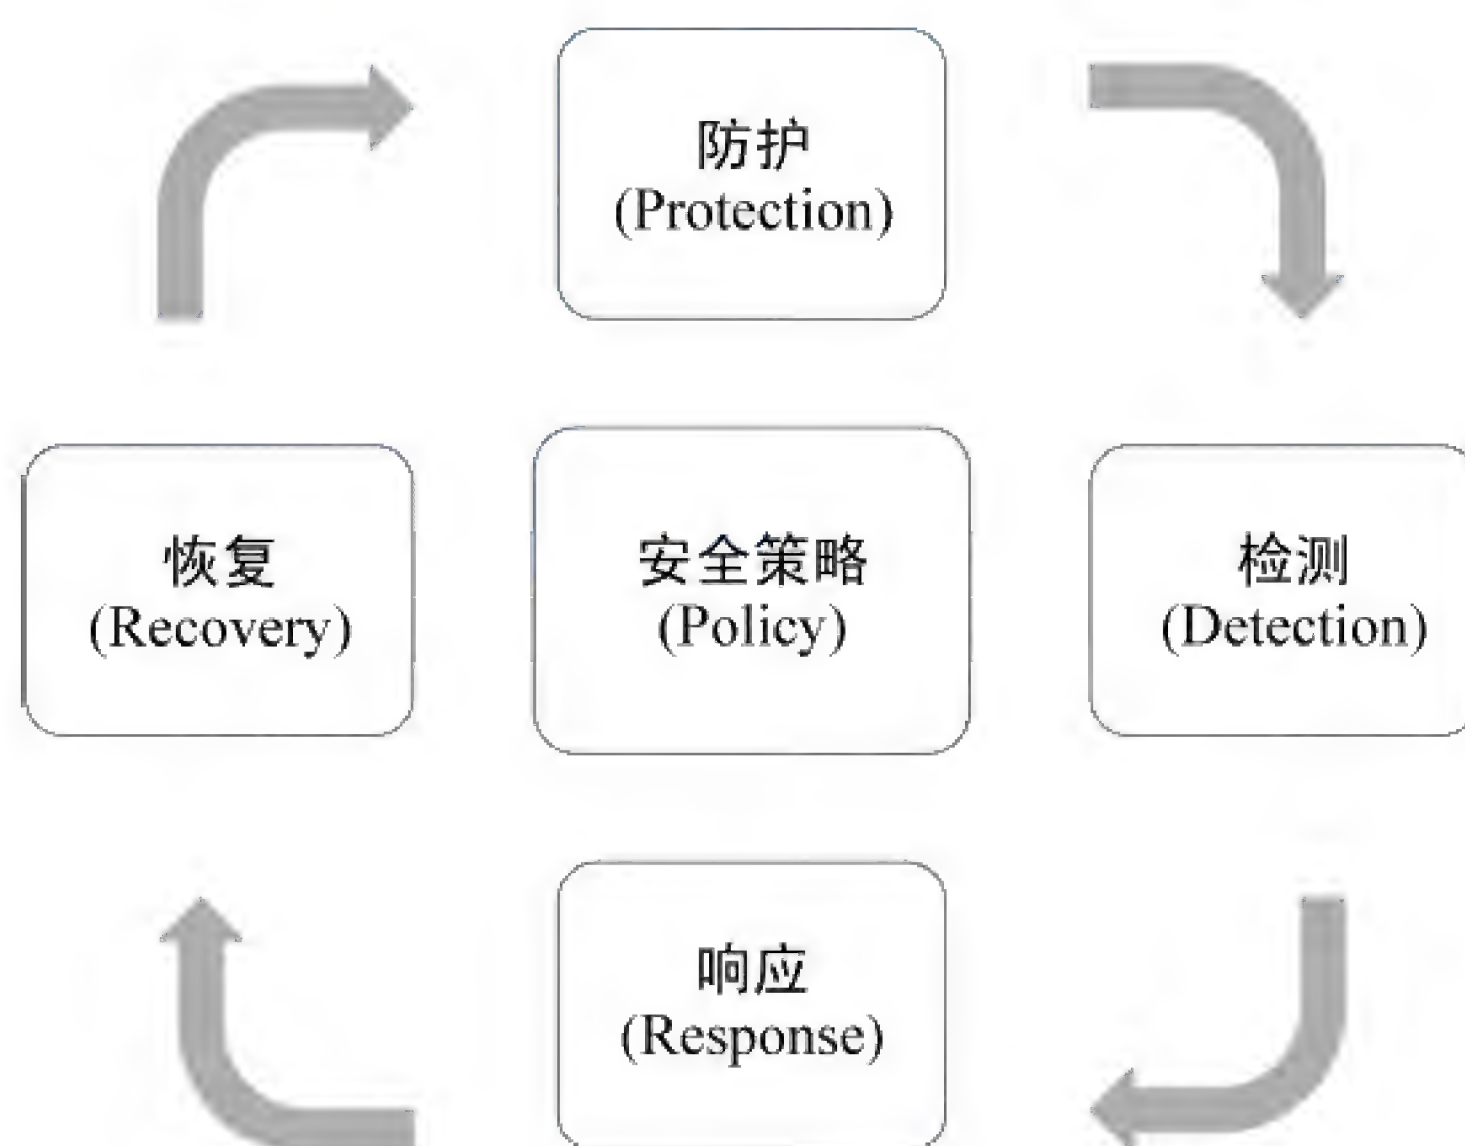 防护
(Protection)
恢复
(Recovery)
安全策略
(Policy)
检测
(Detection)
响应
(Response)